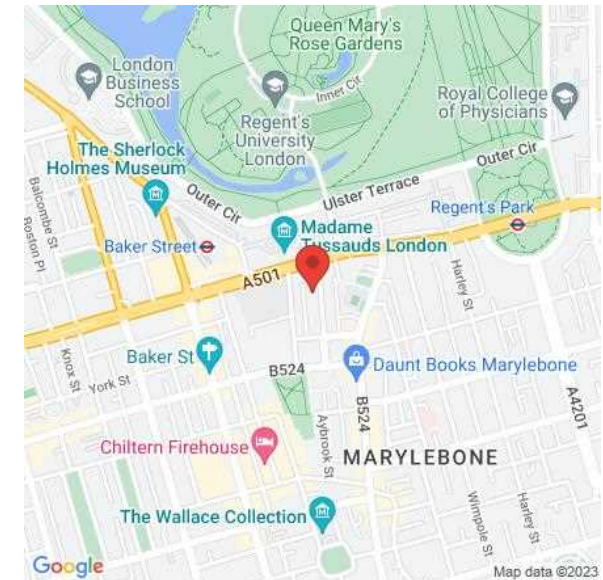 Queen Mary's
Rose Gardens
London
Business
School
Inner Cir
Royal College
of Physicians
Regent's
University
London
The Sherlock
Holmes Museum
Outer Cir
Ulster Terrace
Outer Cir
Balcombe St
Boston Pl
Regent's Park
Madame
Tussauds London
Baker Street
A501
Harley St
Baker St
Knox St
York St
B524
Daunt Books Marylebone
A4201
B524
Aybrook St
Chiltern Firehouse
MARYLEBONE
The Wallace Collection
Wimpole St
Harley St
Google
Map data ©2023